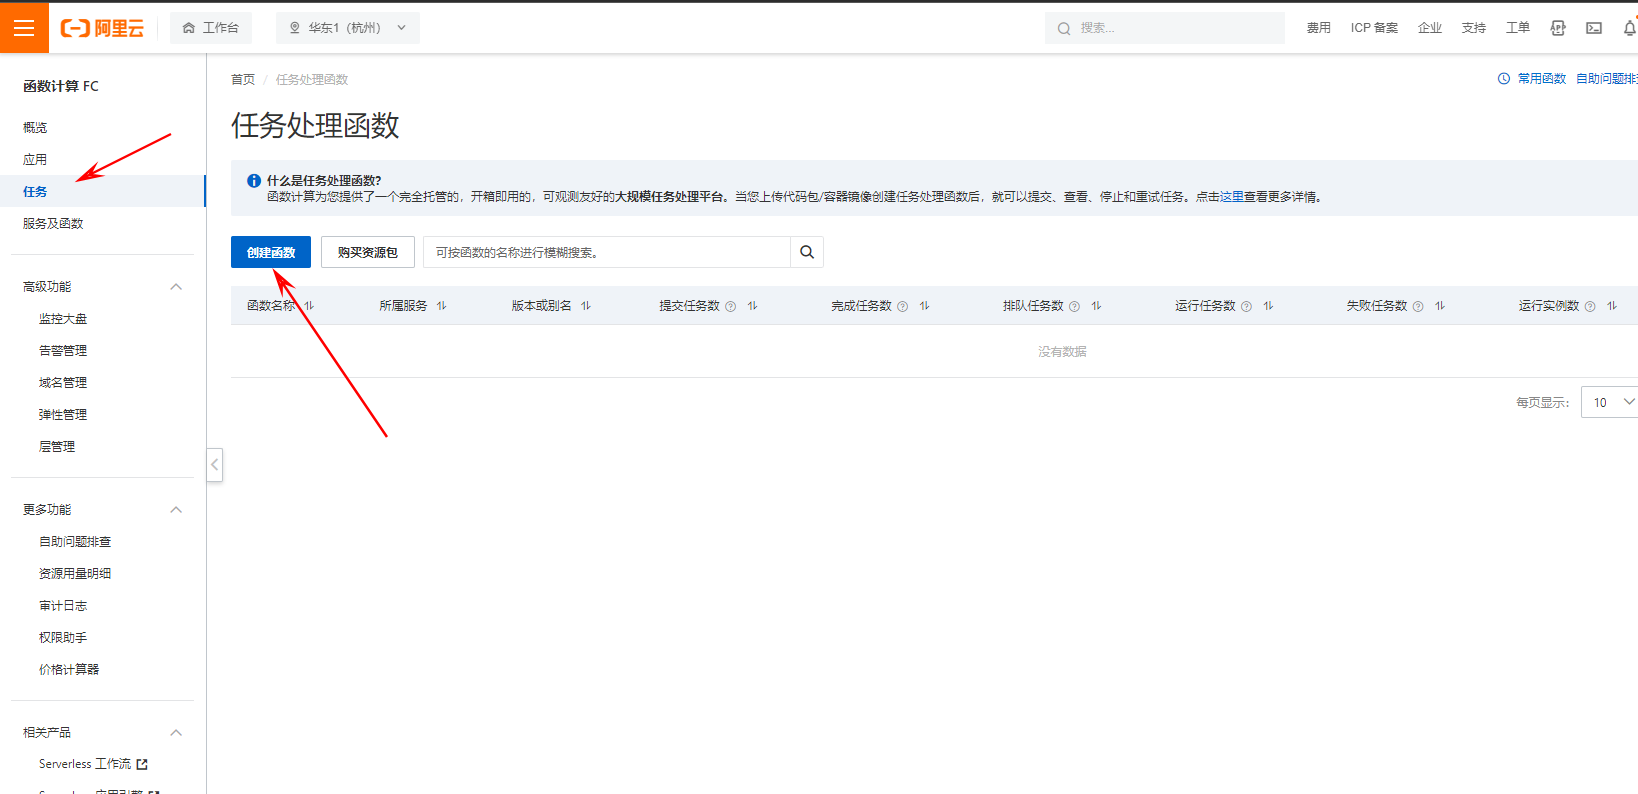 阿里云
工作台
华东1（杭州）
搜索...
费用
ICP 备案
企业
支持
工单
函数计算 FC
概览
应用
任务
服务及函数
高级功能
监控大盘
告警管理
域名管理
弹性管理
层管理
更多功能
自助问题排查
资源用量明细
审计日志
权限助手
价格计算器
相关产品
Serverless 工作流
首页 / 任务处理函数
常用函数
自助问题排
任务处理函数
什么是任务处理函数?
函数计算为您提供了一个完全托管的，开箱即用的，可观测友好的大规模任务处理平台。当您上传代码包/容器镜像创建任务处理函数后，就可以提交、查看、停止和重试任务。点击这里查看更多详情。
创建函数
购买资源包
可按函数的名称进行模糊搜索。
函数名称
所属服务
版本或别名
提交任务数
完成任务数
排队任务数
运行任务数
失败任务数
运行实例数
没有数据
每页显示：
10